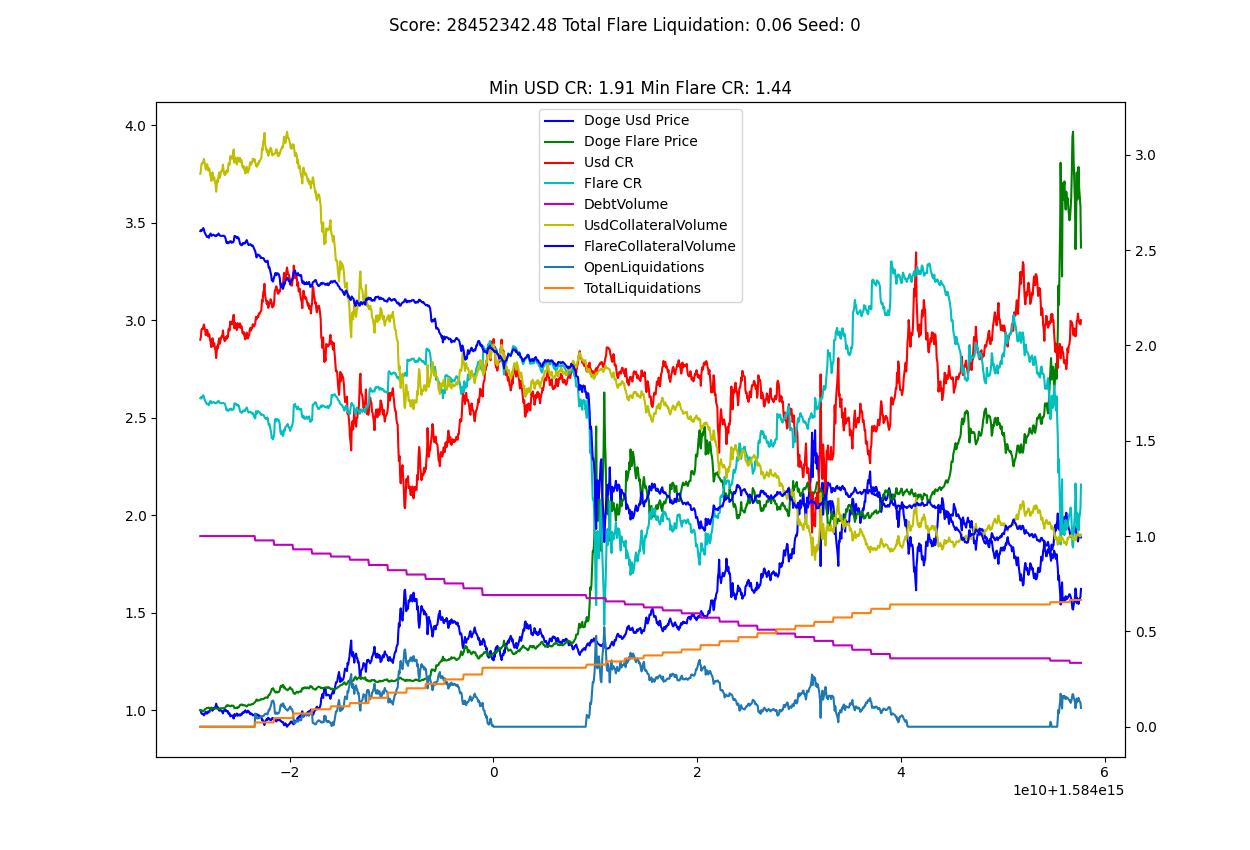 Score: 28452342.48 Total Flare Liquidation: 0.06 Seed: 0
Min USD CR: 1.91 Min Flare CR: 1.44
4.0
3.5
3.0
2.5
2.0
1.5
1.0
Doge Usd Price
Doge Flare Price
Usd CR
Flare CR
DebtVolume
UsdCollateralVolume
FlareCollateralVolume
OpenLiquidations
TotalLiquidations
3.0
2.5
2.0
1.5
1.0
0.5
0.0
−2 0 2 4 6
1e10+1.584e15